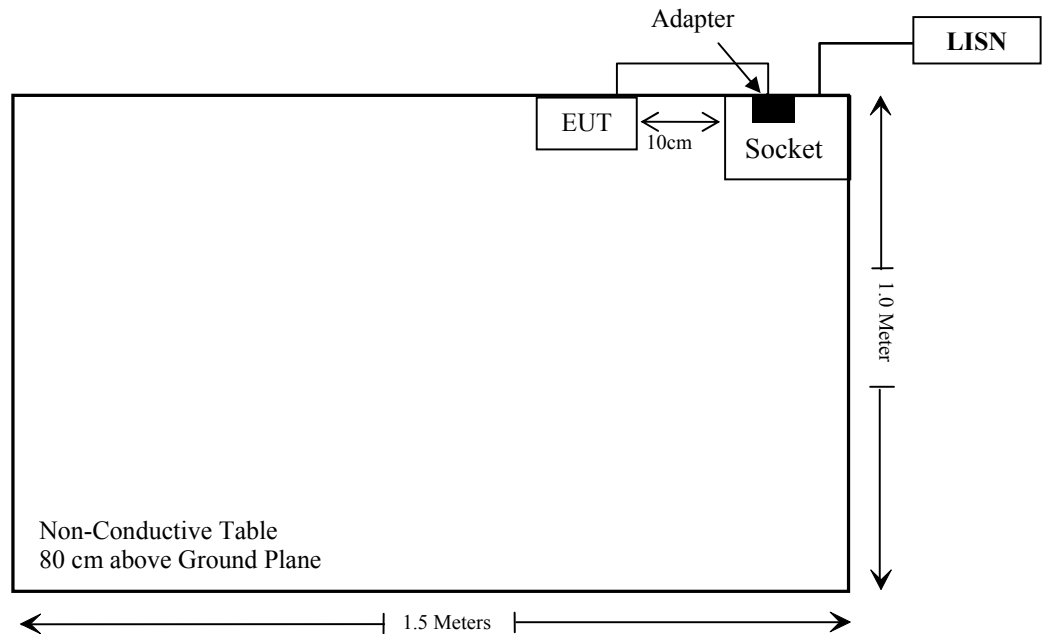 Adapter
LISN
EUT
10cm
Socket
1.0 Meter
Non-Conductive Table
80 cm above Ground Plane
1.5 Meters